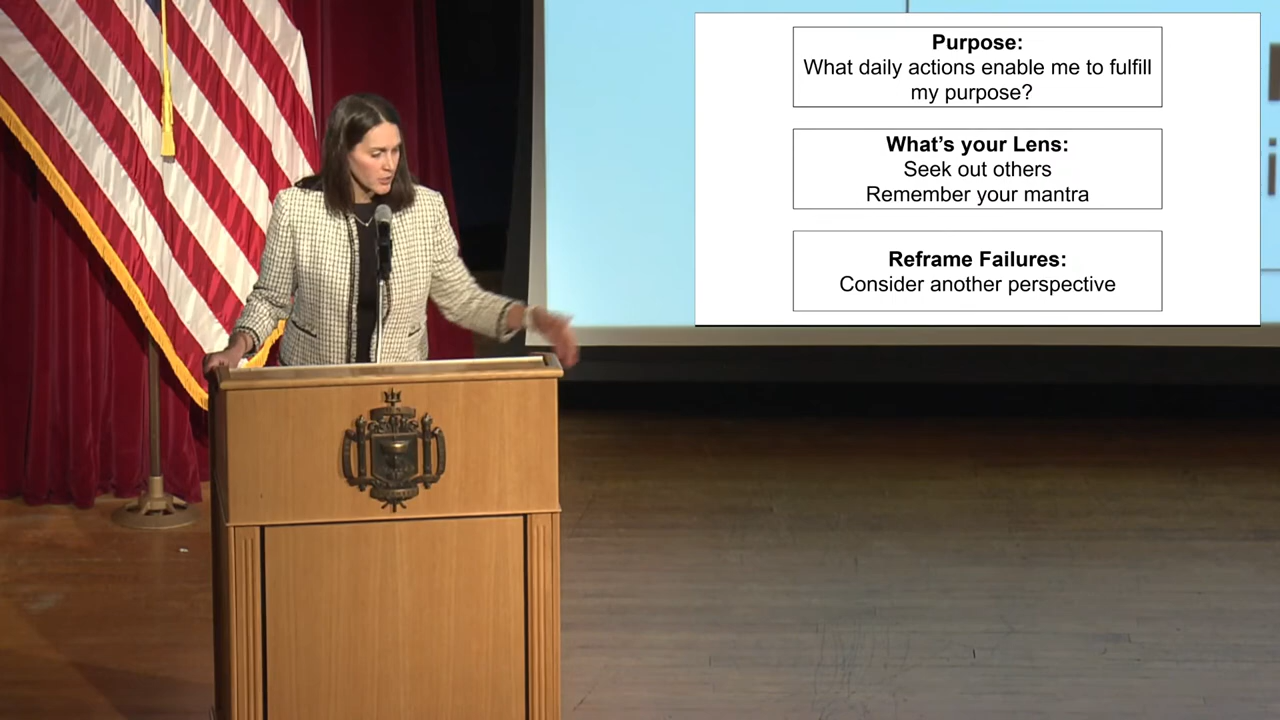 Purpose:
What daily actions enable me to fulfill
my purpose?
What's your Lens:
Seek out others
Remember your mantra
Reframe Failures:
Consider another perspective